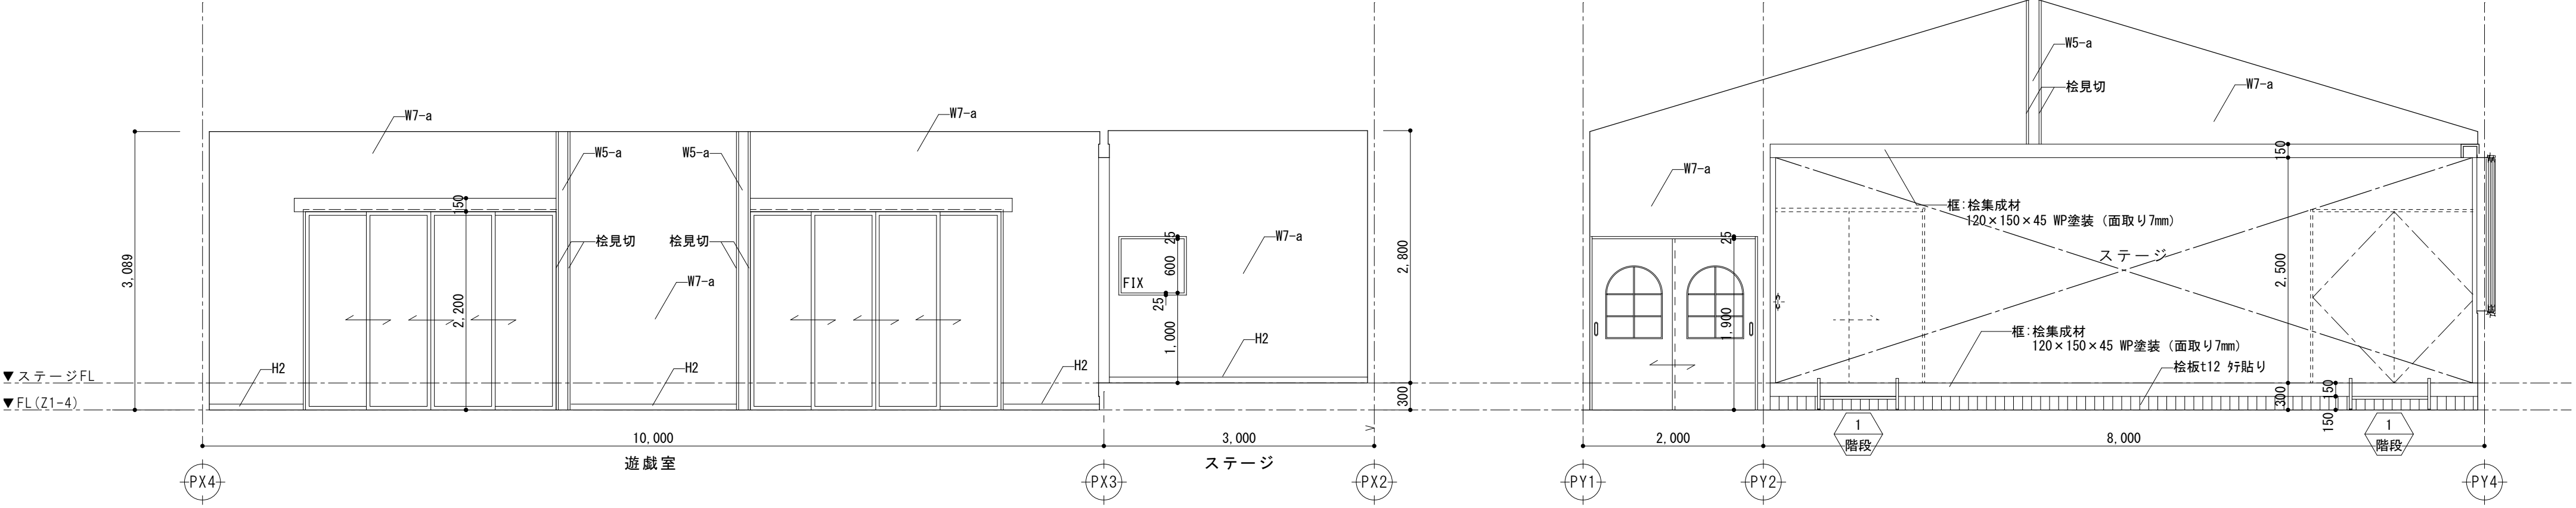 W5-a
檜見切
W7-a
W7-a
W7-a
W5-a
W5-a
W7-a
150
150
檜見切
檜見切
W7-a
3,089
2,200
25
600
FIX
25
1,000
W7-a
2,800
25
1,900
框:桧集成材
120×150×45 WP塗装 (面取り7mm)
ステージ
2,500
框:桧集成材
120×150×45 WP塗装 (面取り7mm)
桧板t12 タテ貼り
H2
H2
H2
H2
▼ステージFL
▼FL(Z1-4)
300
300
150
150
10,000
3,000
2,000
8,000
遊戯室
ステージ
1
階段
1
階段
PX4
PX3
PX2
PY1
PY2
PY4